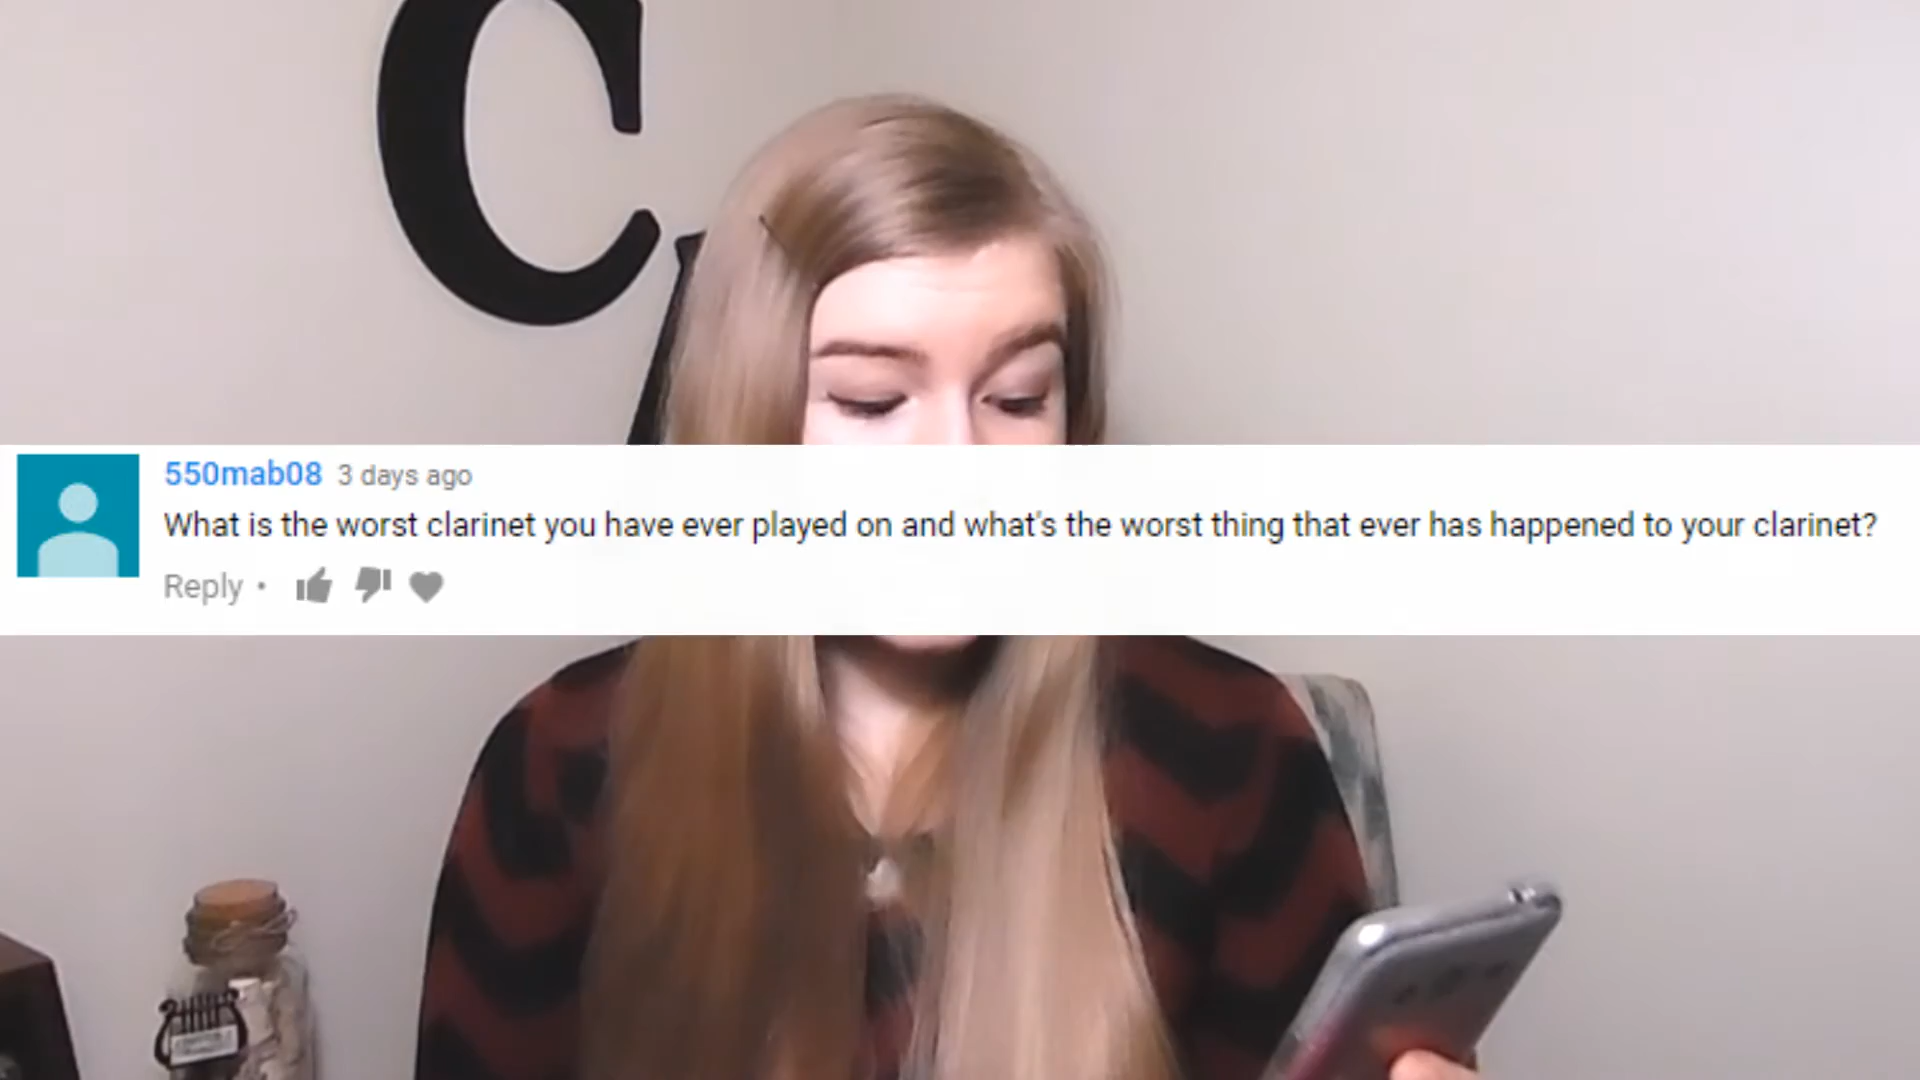 C
550mab08 3 days ago
What is the worst clarinet you have ever played on and what's the worst thing that ever has happened to your clarinet?
Reply •